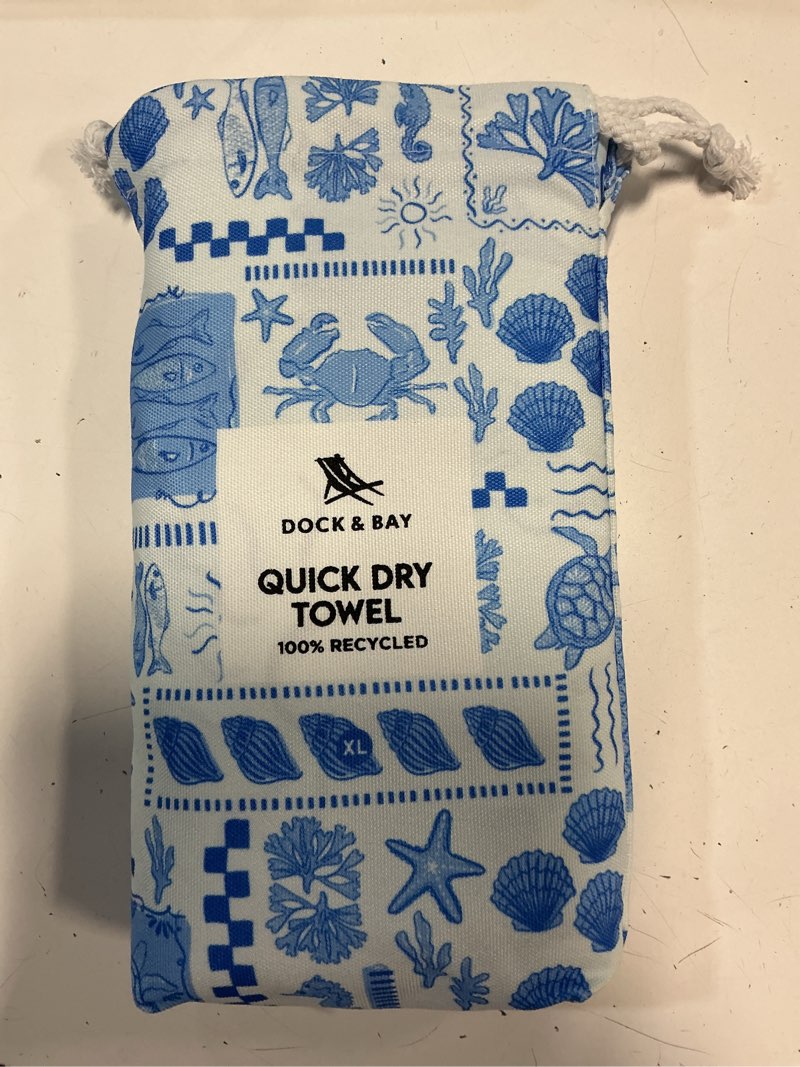 DOCK & BAY
QUICK DRY
TOWEL
100% RECYCLED
XL